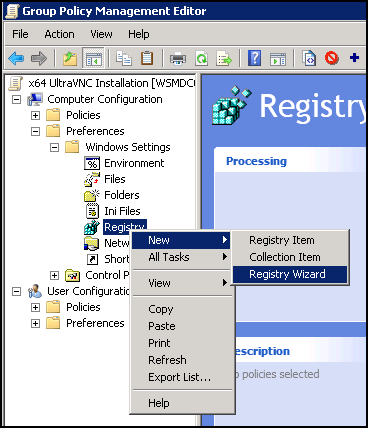 Group Policy Management Editor
File Action View Help
x64 UltraVNC Installation [WSMDC
Computer Configuration
Policies
Preferences
Windows Settings
Environment
Files
Folders
Ini Files
Registry
Netw
Short
Control P
User Configuration
Policies
Preferences
Registry
Processing
New
All Tasks
View
Copy
Paste
Print
Refresh
Export List...
Help
Registry Item
Collection Item
Registry Wizard
escription
o policies selected